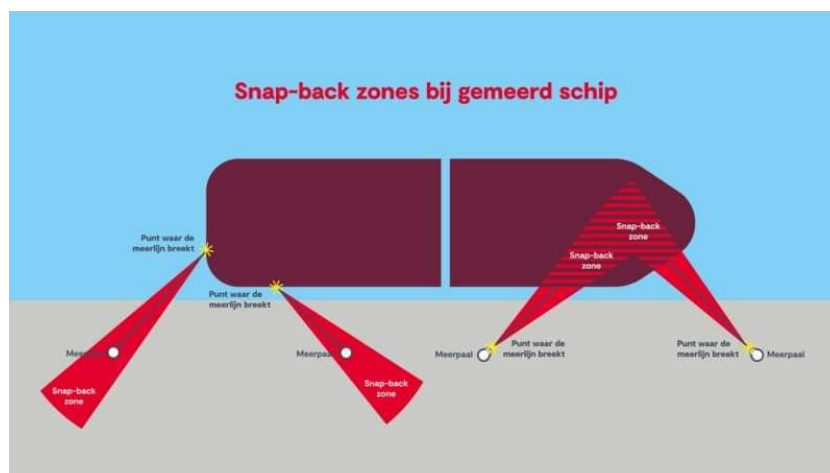 Snap-back zones bij gemeerd schip
Punt waar de
meerlijn breekt
Snap-back
zone
Snap-back
zone
Punt waar de
meerlijn breekt
Meerpaal
Meerpaal
Meerpaal
Punt waar de
meerlijn breekt
Punt waar de
meerlijn breekt
Meerpaal
Snap-back
zone
Snap-back
zone